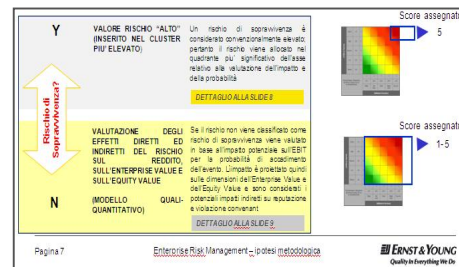 Y
VALORE RISCHIO “ALTO”
(INSERITO NEL CLUSTER
PIU’ ELEVATO)
Un rischio di sopravvivenza è
considerato convenzionalmente elevato;
pertanto il rischio viene allocato nel
quadrante piu’ significativo dell’asse
relativo alla valutazione dell’impatto e
della probabilità
DETTAGLIO ALLA SLIDE 8
Score assegnato
5
Rischio di
Sopravvivenza?
VALUTAZIONE DEGLI
EFFETTI DIRETTI ED
INDIRETTI DEL RISCHIO
SUL REDDITO,
SULL’ENTERPRISE VALUE E
SULL’EQUITY VALUE
(MODELLO QUALI-
QUANTITATIVO)
N
Se il rischio non viene classificato come
rischio di sopravvivenza viene valutato
in base all’impatto potenziale sull’EBIT
per la probabilità di accadimento
dell’evento. L’impatto è proiettato quindi
sulle dimensioni dell’Enterprise Value e
dell’Equity Value e sono considerati i
potenziali impatti indiretti su reputazione
e violazione convenant
DETTAGLIO ALLA SLIDE 9
Score assegnato
1-5
Pagina 7
Enterprise Risk Management – ipotesi metodologica
ERNST & YOUNG
Quality In Everything We Do